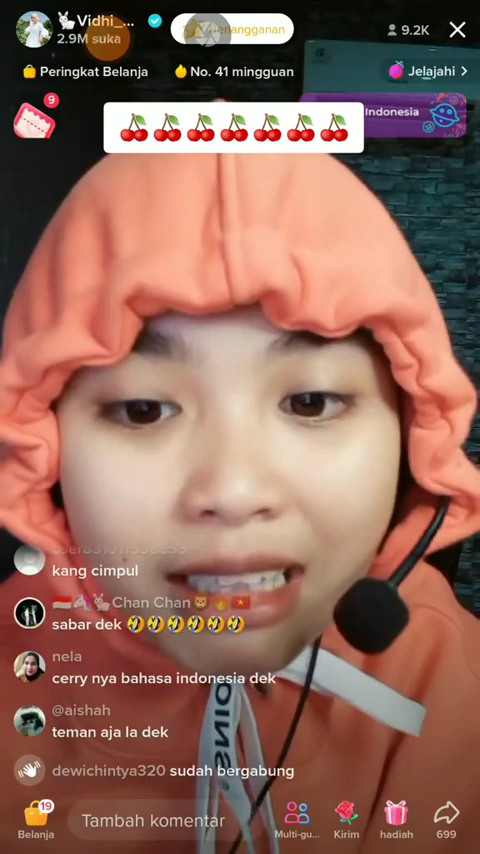 Vidhi_...
2.9M suka
9.2K
Peringkat Belanja
No. 41 mingguan
Jelajahi >
9
Indonesia
kang cimpul
Chan Chan
sabar dek 🤣🤣🤣🤣🤣🤣
nela
cerry nya bahasa indonesia dek
@aishah
teman aja la dek
dewichintya320 sudah bergabung
19
Belanja
Tambah komentar
Multi-gu...
Kirim
hadiah
699